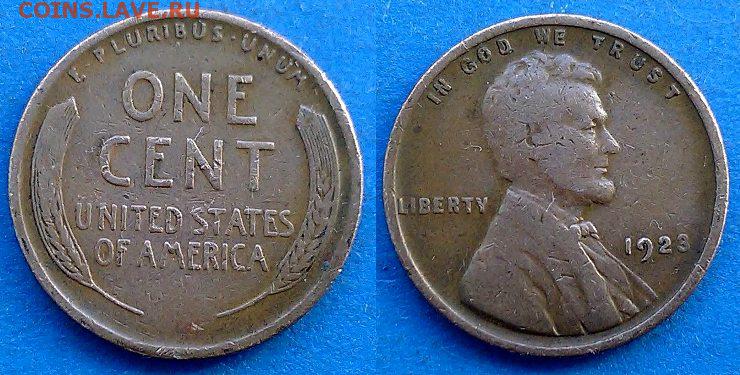 COINS.LAVE.RU
E·PLURIBUS·UNUM
ONE
CENT
UNITED STATES
OF AMERICA
IN GOD WE TRUST
LIBERTY
1923